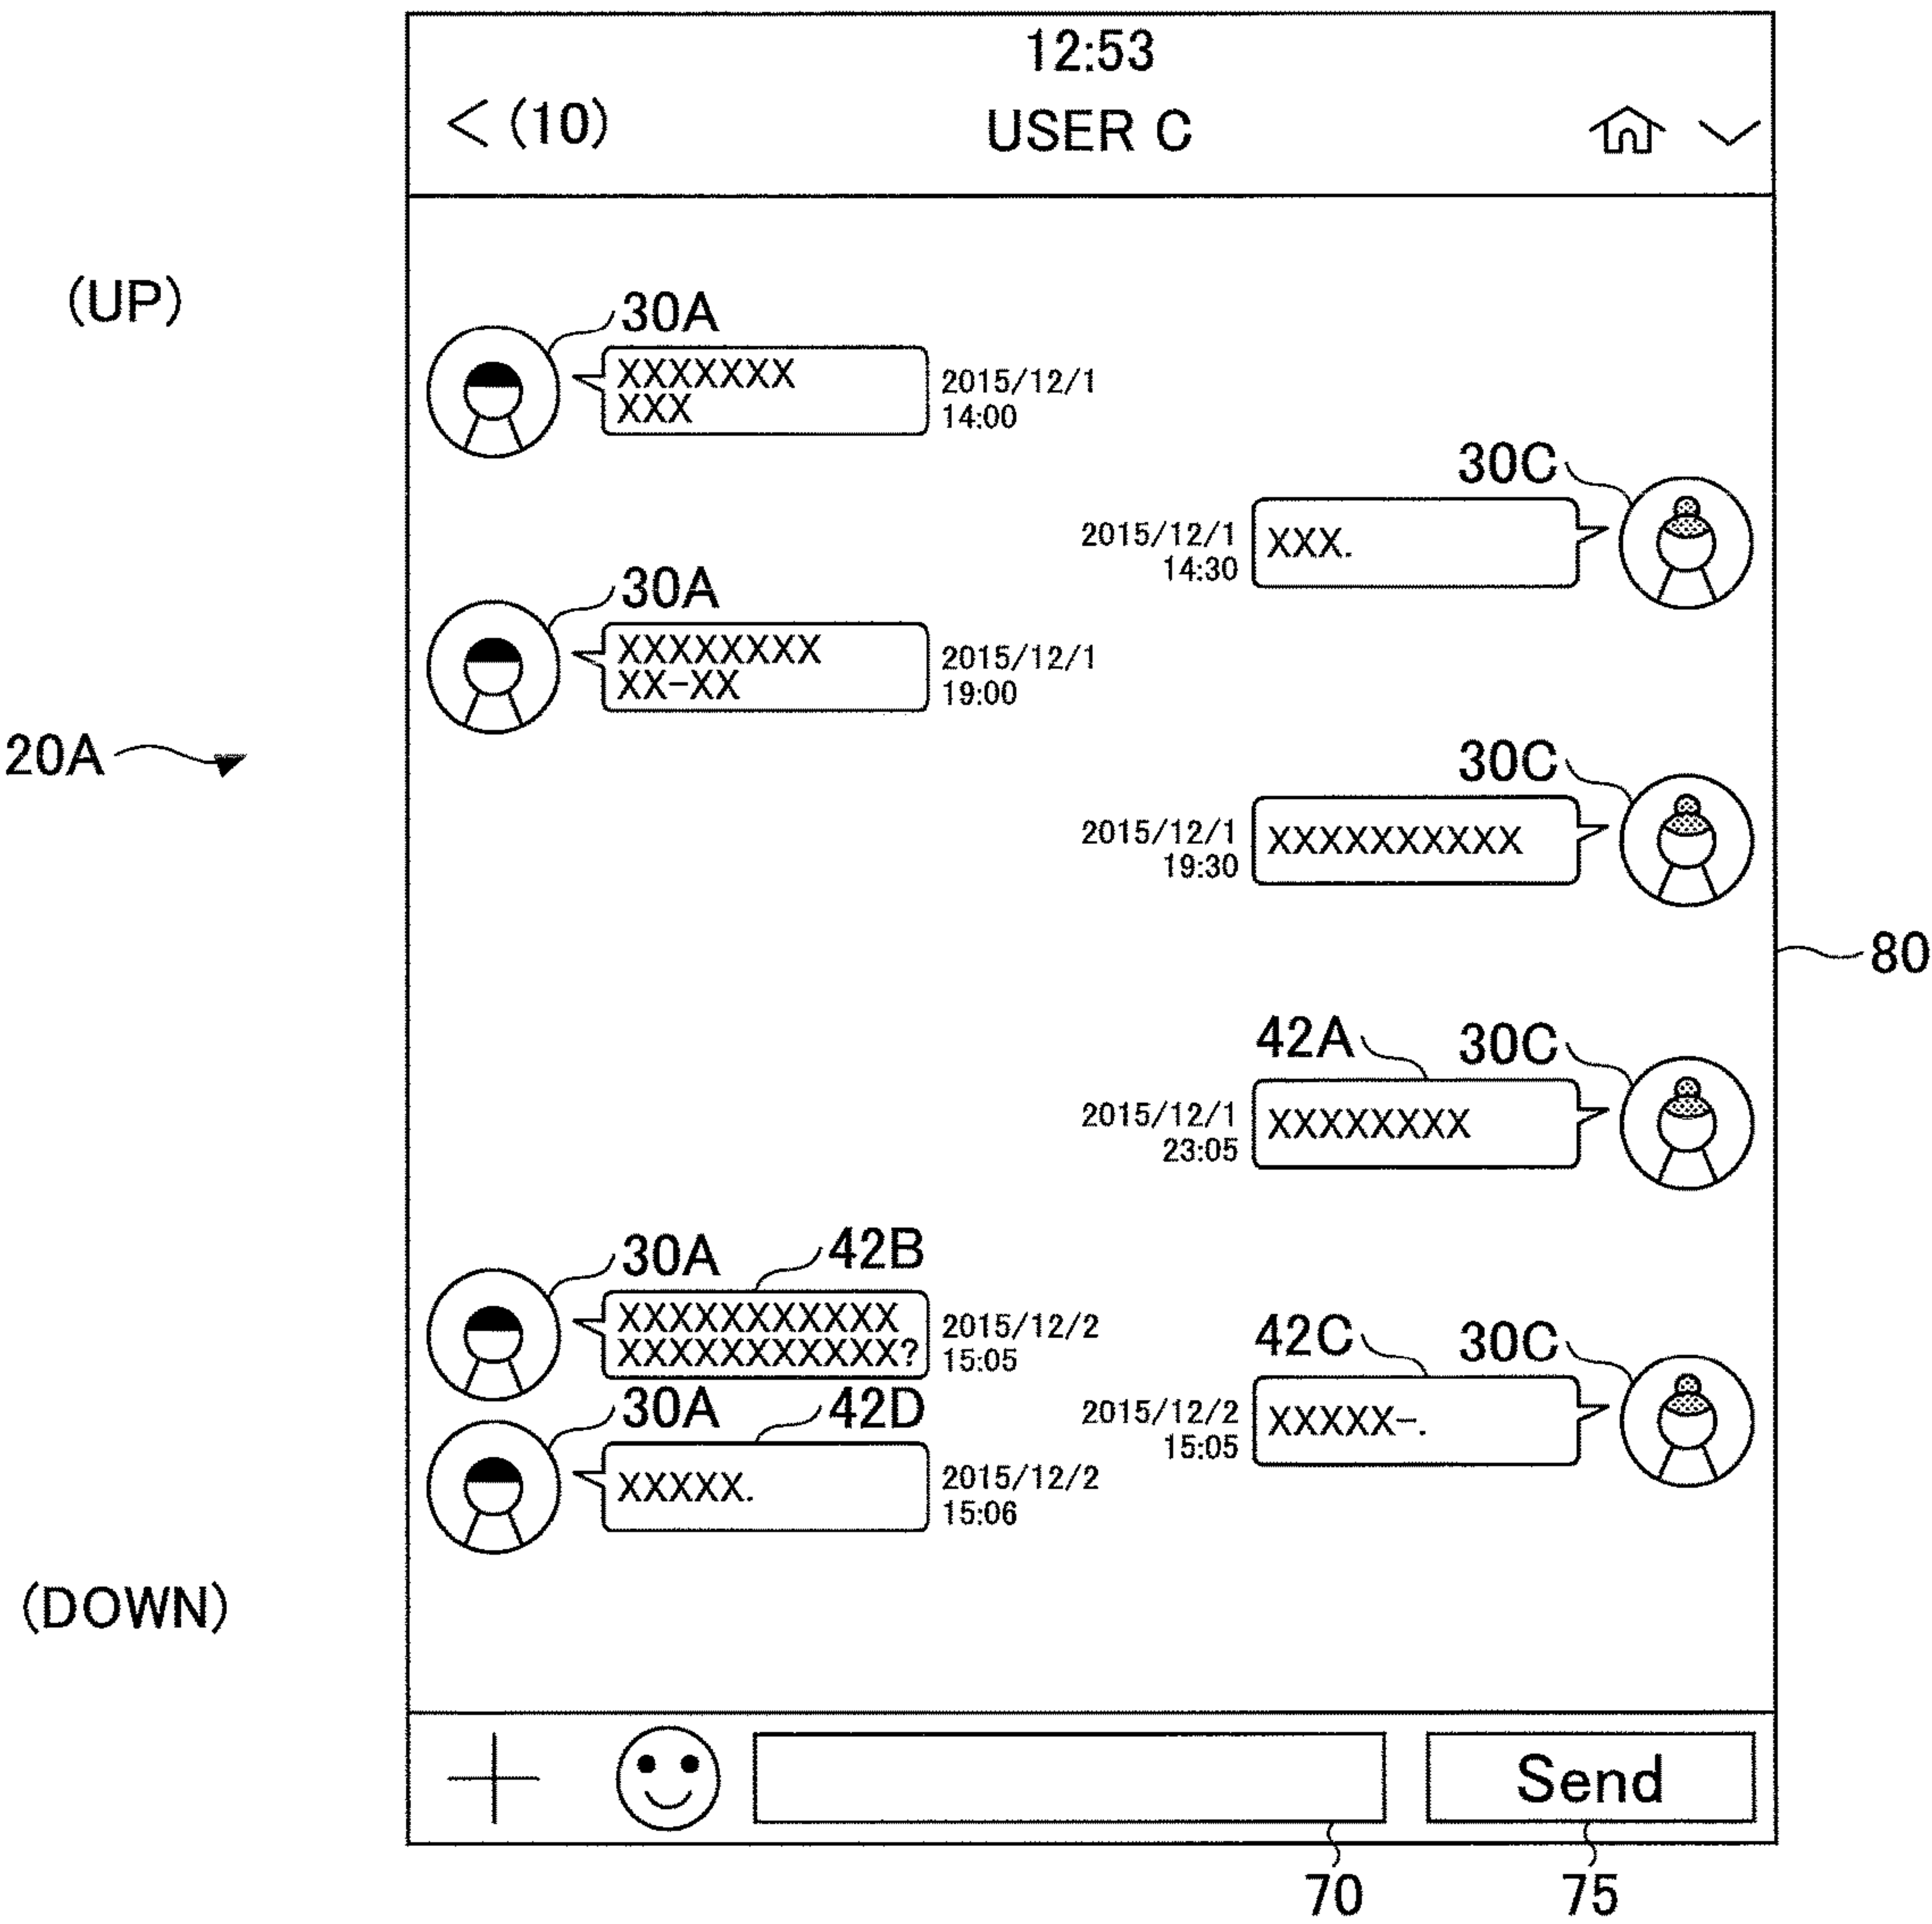 12:53
< (10)
USER C
(UP)
30A
XXXXXXX
XXX
2015/12/1
14:00
30C
2015/12/1
14:30
XXX.
30A
XXXXXXXX
XX-XX
2015/12/1
19:00
20A
30C
2015/12/1
19:30
XXXXXXXXXX
80
42A
30C
2015/12/1
23:05
XXXXXXXX
30A
42B
XXXXXXXXXXX
XXXXXXXXXXX?
2015/12/2
15:05
42C
30C
2015/12/2
15:05
XXXXX-.
30A
42D
XXXXX.
2015/12/2
15:06
(DOWN)
Send
70
75